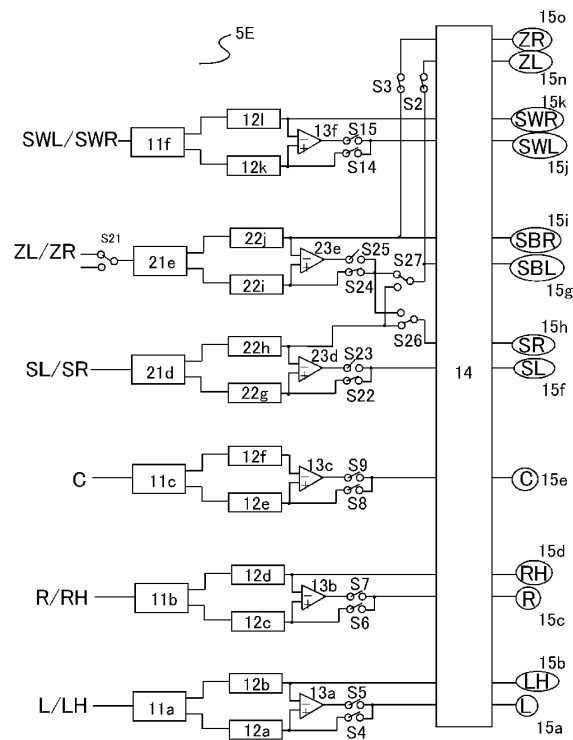 5E
15o
ZR
ZL
15n
S3
S2
15k
SWR
SWL
15j
SWL/SWR
11f
12l
12k
13f
S15
S14
15i
SBR
SBL
15g
ZL/ZR
S21
21e
22j
22i
23e
S25
S24
S27
S26
15h
SR
SL
15f
SL/SR
21d
22h
22g
23d
S23
S22
14
C
11c
12f
12e
13c
S9
S8
C
15e
R/RH
11b
12d
12c
13b
S7
S6
15d
RH
R
15c
L/LH
11a
12b
12a
13a
S5
S4
15b
LH
L
15a